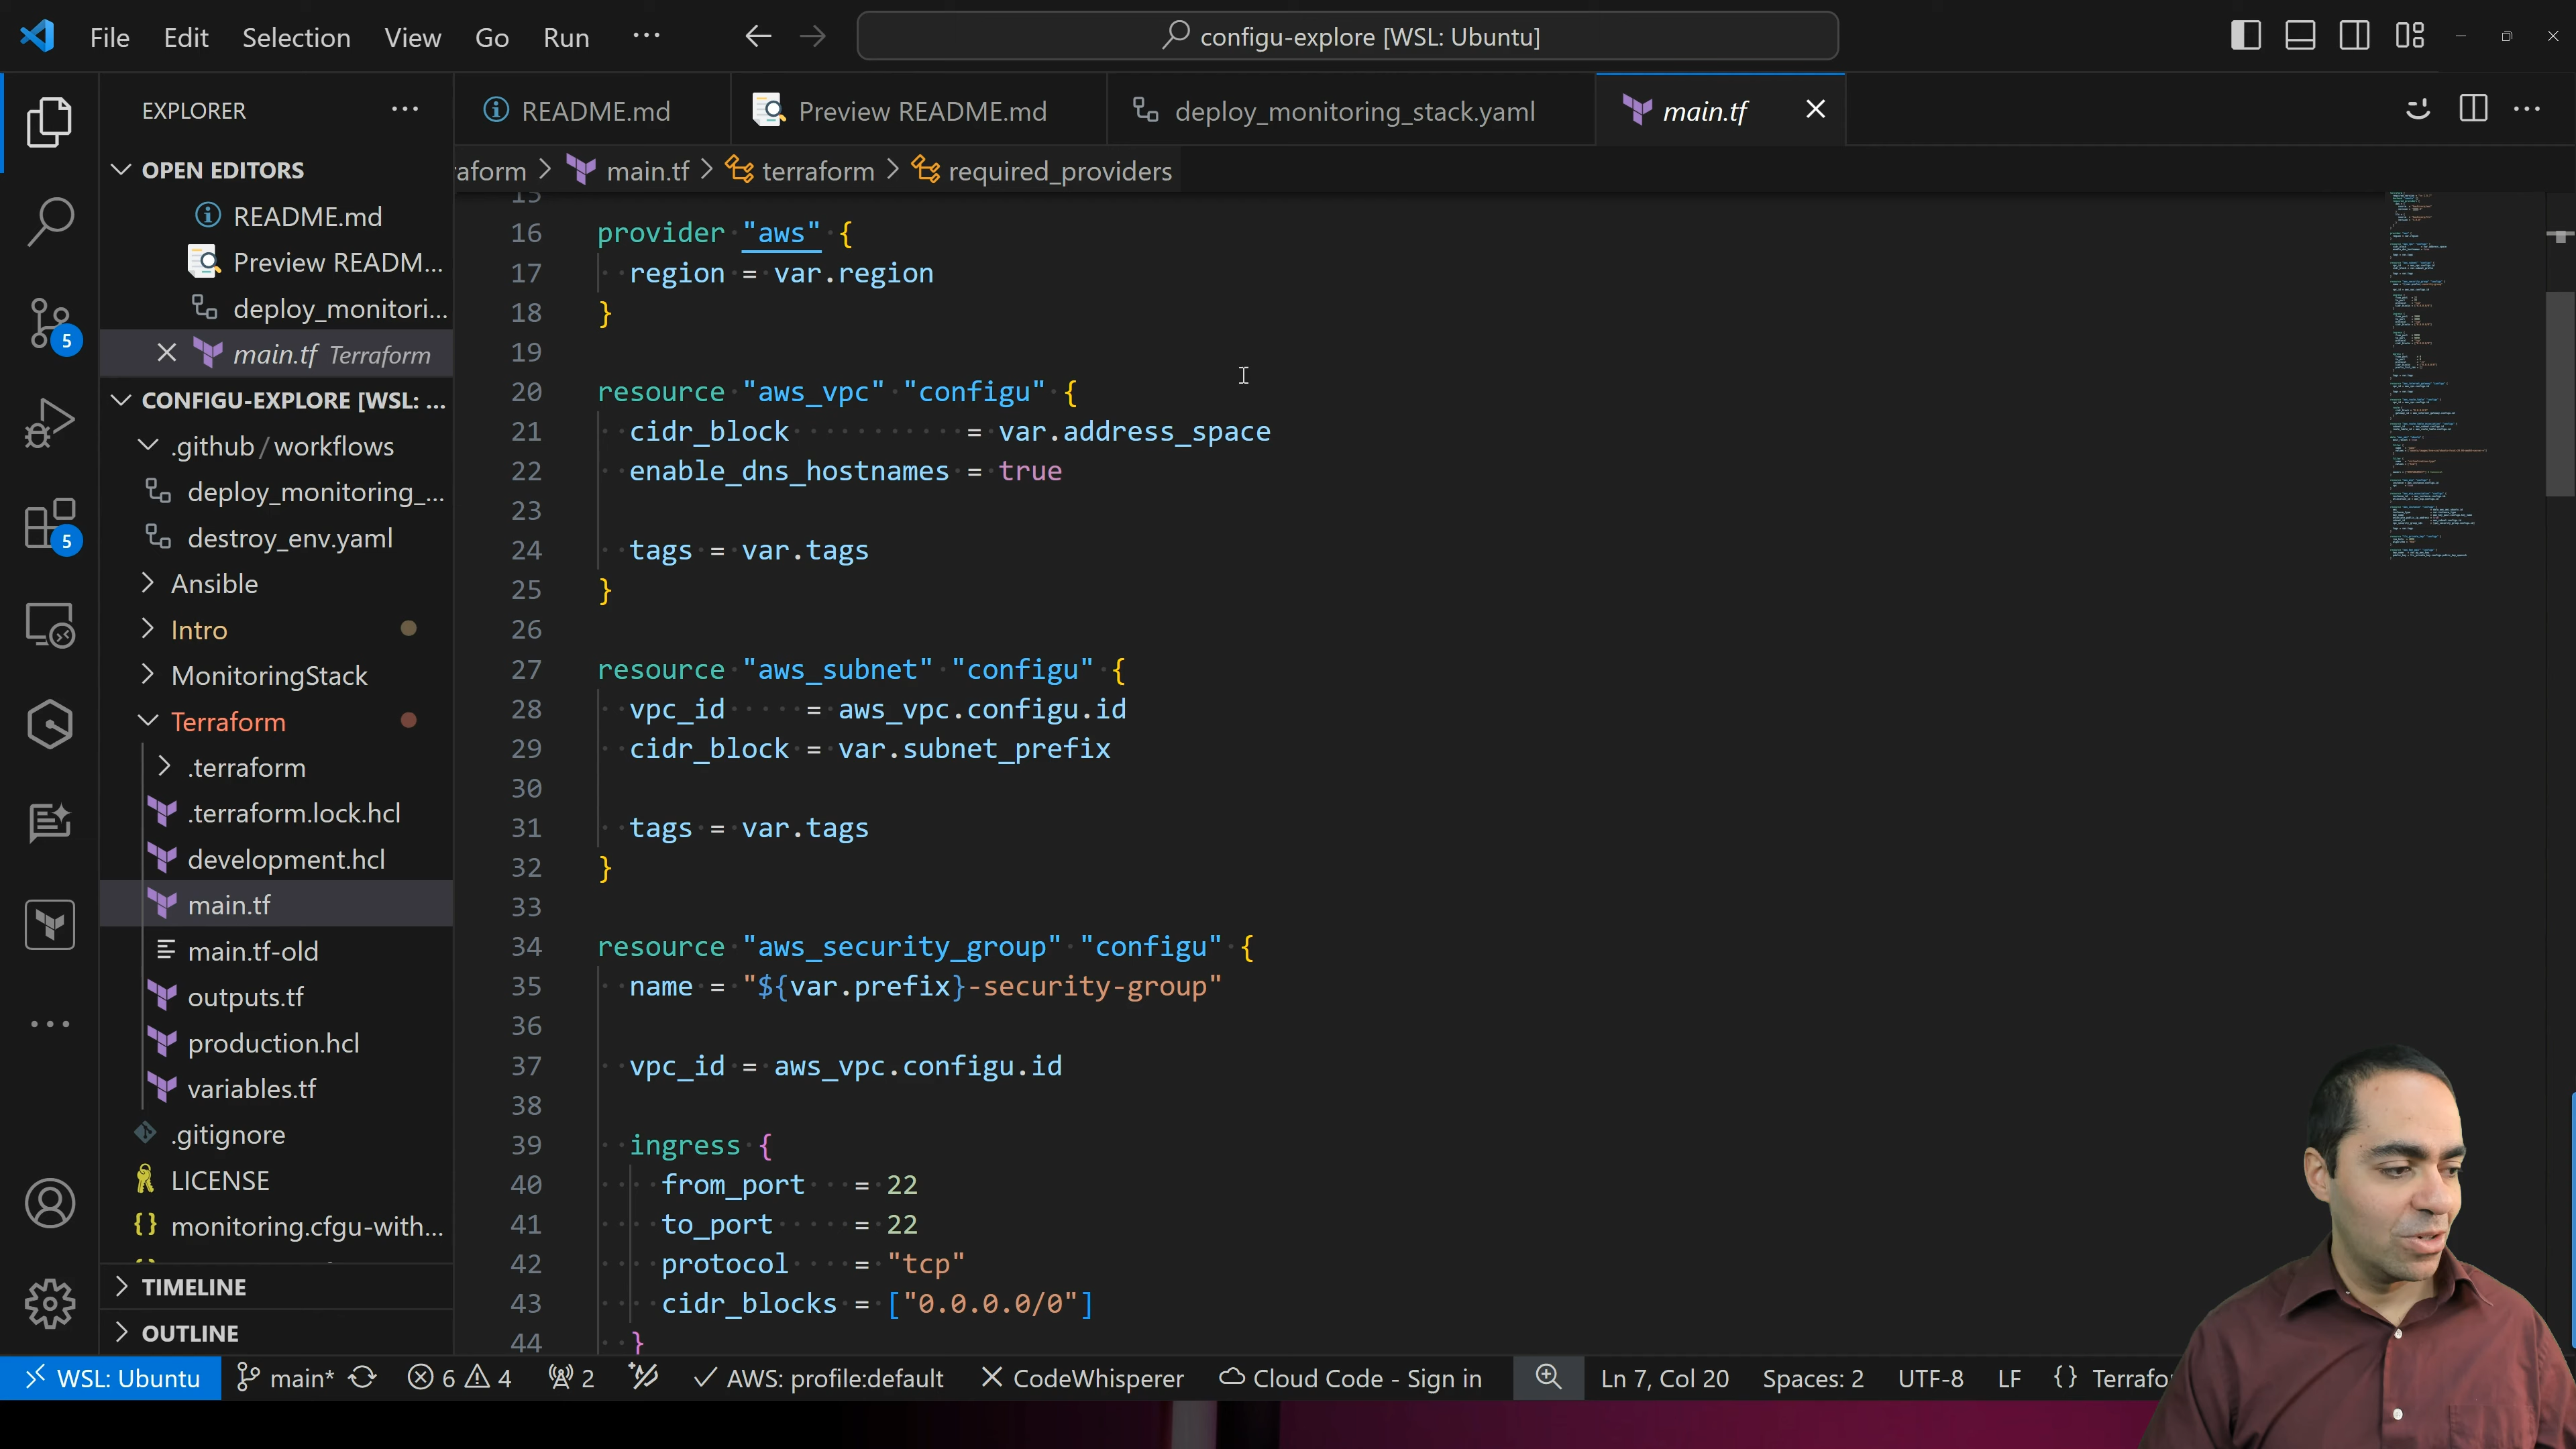 File Edit Selection View Go Run ···
configu-explore [WSL: Ubuntu]
EXPLORER ···
README.md
Preview README.md
deploy_monitoring_stack.yaml
main.tf
OPEN EDITORS
README.md
Preview READM...
deploy_monitori...
main.tf Terraform
CONFIGU-EXPLORE [WSL: ...
.github / workflows
deploy_monitoring_...
destroy_env.yaml
Ansible
Intro
MonitoringStack
Terraform
.terraform
.terraform.lock.hcl
development.hcl
main.tf
main.tf-old
outputs.tf
production.hcl
variables.tf
.gitignore
LICENSE
monitoring.cfgu-with...
TIMELINE
OUTLINE
5
5
raform > main.tf > terraform > required_providers
15
16 provider "aws" {
17 region = var.region
18 }
19
20 resource "aws_vpc" "configu" {
21 cidr_block = var.address_space
22 enable_dns_hostnames = true
23
24 tags = var.tags
25 }
26
27 resource "aws_subnet" "configu" {
28 vpc_id = aws_vpc.configu.id
29 cidr_block = var.subnet_prefix
30
31 tags = var.tags
32 }
33
34 resource "aws_security_group" "configu" {
35 name = "${var.prefix}-security-group"
36
37 vpc_id = aws_vpc.configu.id
38
39 ingress {
40 from_port = 22
41 to_port = 22
42 protocol = "tcp"
43 cidr_blocks = ["0.0.0.0/0"]
44 }
WSL: Ubuntu main* 6 4 2 AWS: profile:default CodeWhisperer Cloud Code - Sign in Ln 7, Col 20 Spaces: 2 UTF-8 LF {} Terrafo